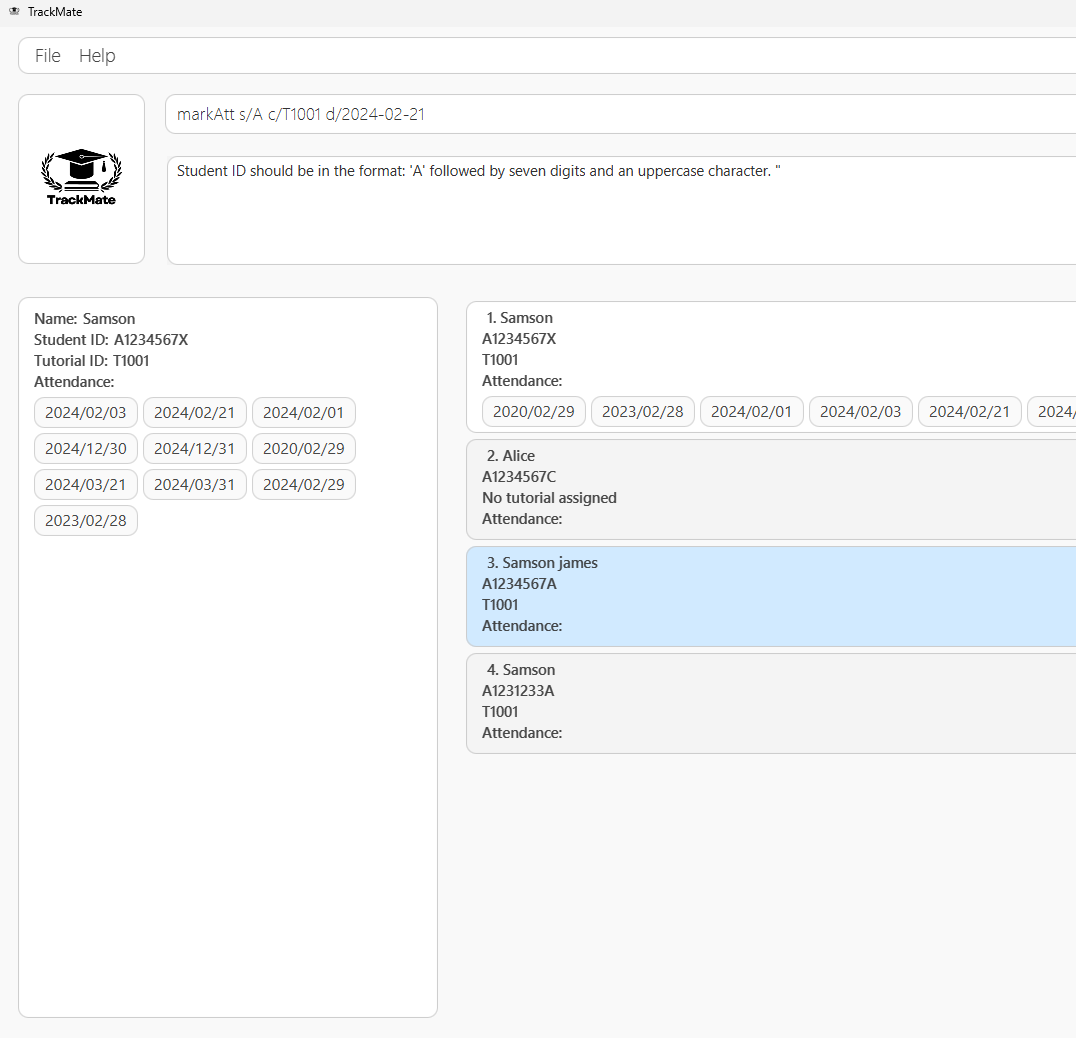 TrackMate
File Help
markAtt s/A c/T1001 d/2024-02-21
TrackMate
Student ID should be in the format: 'A' followed by seven digits and an uppercase character. "
Name: Samson
Student ID: A1234567X
Tutorial ID: T1001
Attendance:
2024/02/03 2024/02/21 2024/02/01
2024/12/30 2024/12/31 2020/02/29
2024/03/21 2024/03/31 2024/02/29
2023/02/28
1. Samson
A1234567X
T1001
Attendance:
2020/02/29 2023/02/28 2024/02/01 2024/02/03 2024/02/21 2024/
2. Alice
A1234567C
No tutorial assigned
Attendance:
3. Samson james
A1234567A
T1001
Attendance:
4. Samson
A1231233A
T1001
Attendance: